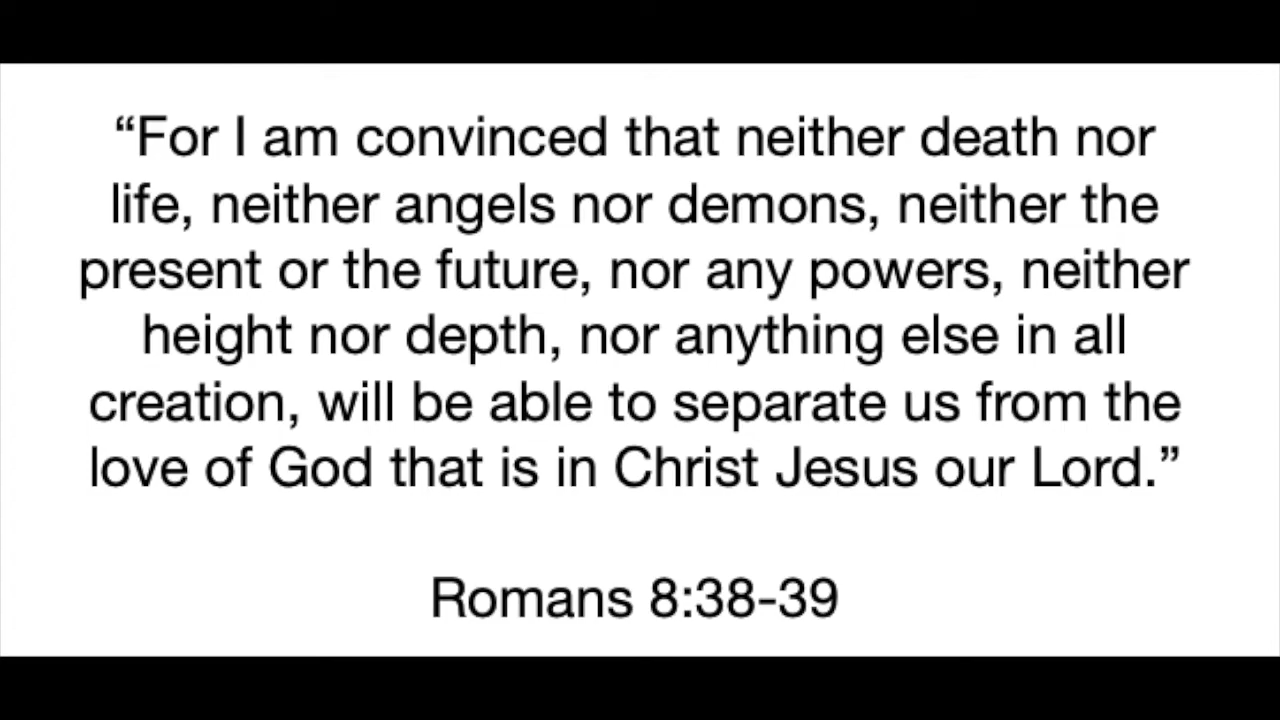 “For I am convinced that neither death nor
life, neither angels nor demons, neither the
present or the future, nor any powers, neither
height nor depth, nor anything else in all
creation, will be able to separate us from the
love of God that is in Christ Jesus our Lord.”
Romans 8:38-39